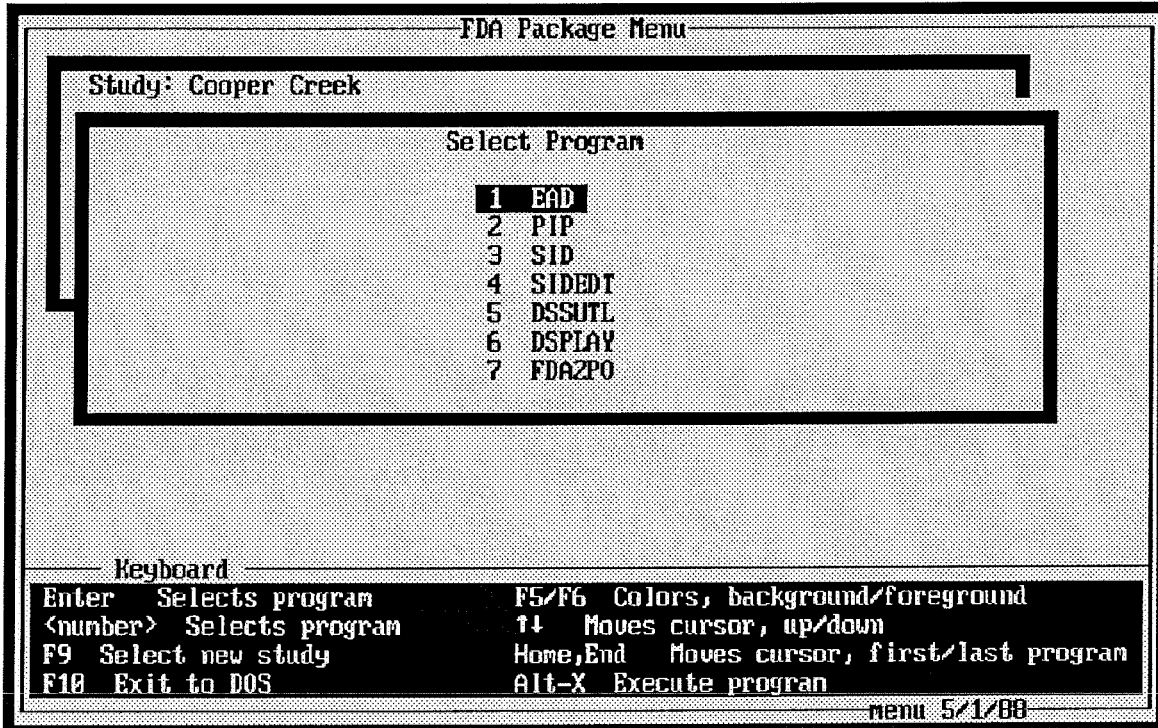 FDA Package Menu
Study: Cooper Creek
Select Program
1 EAD
2 PIP
3 SID
4 SIDEDT
5 DSSUTL
6 DSPLAY
7 FDA2PO
Keyboard
Enter Selects program F5/F6 Colors, background/foreground
<number> Selects program ↑↓ Moves cursor, up/down
F9 Select new study Home,End Moves cursor, first/last program
F10 Exit to DOS Alt-X Execute program
menu 5/1/88